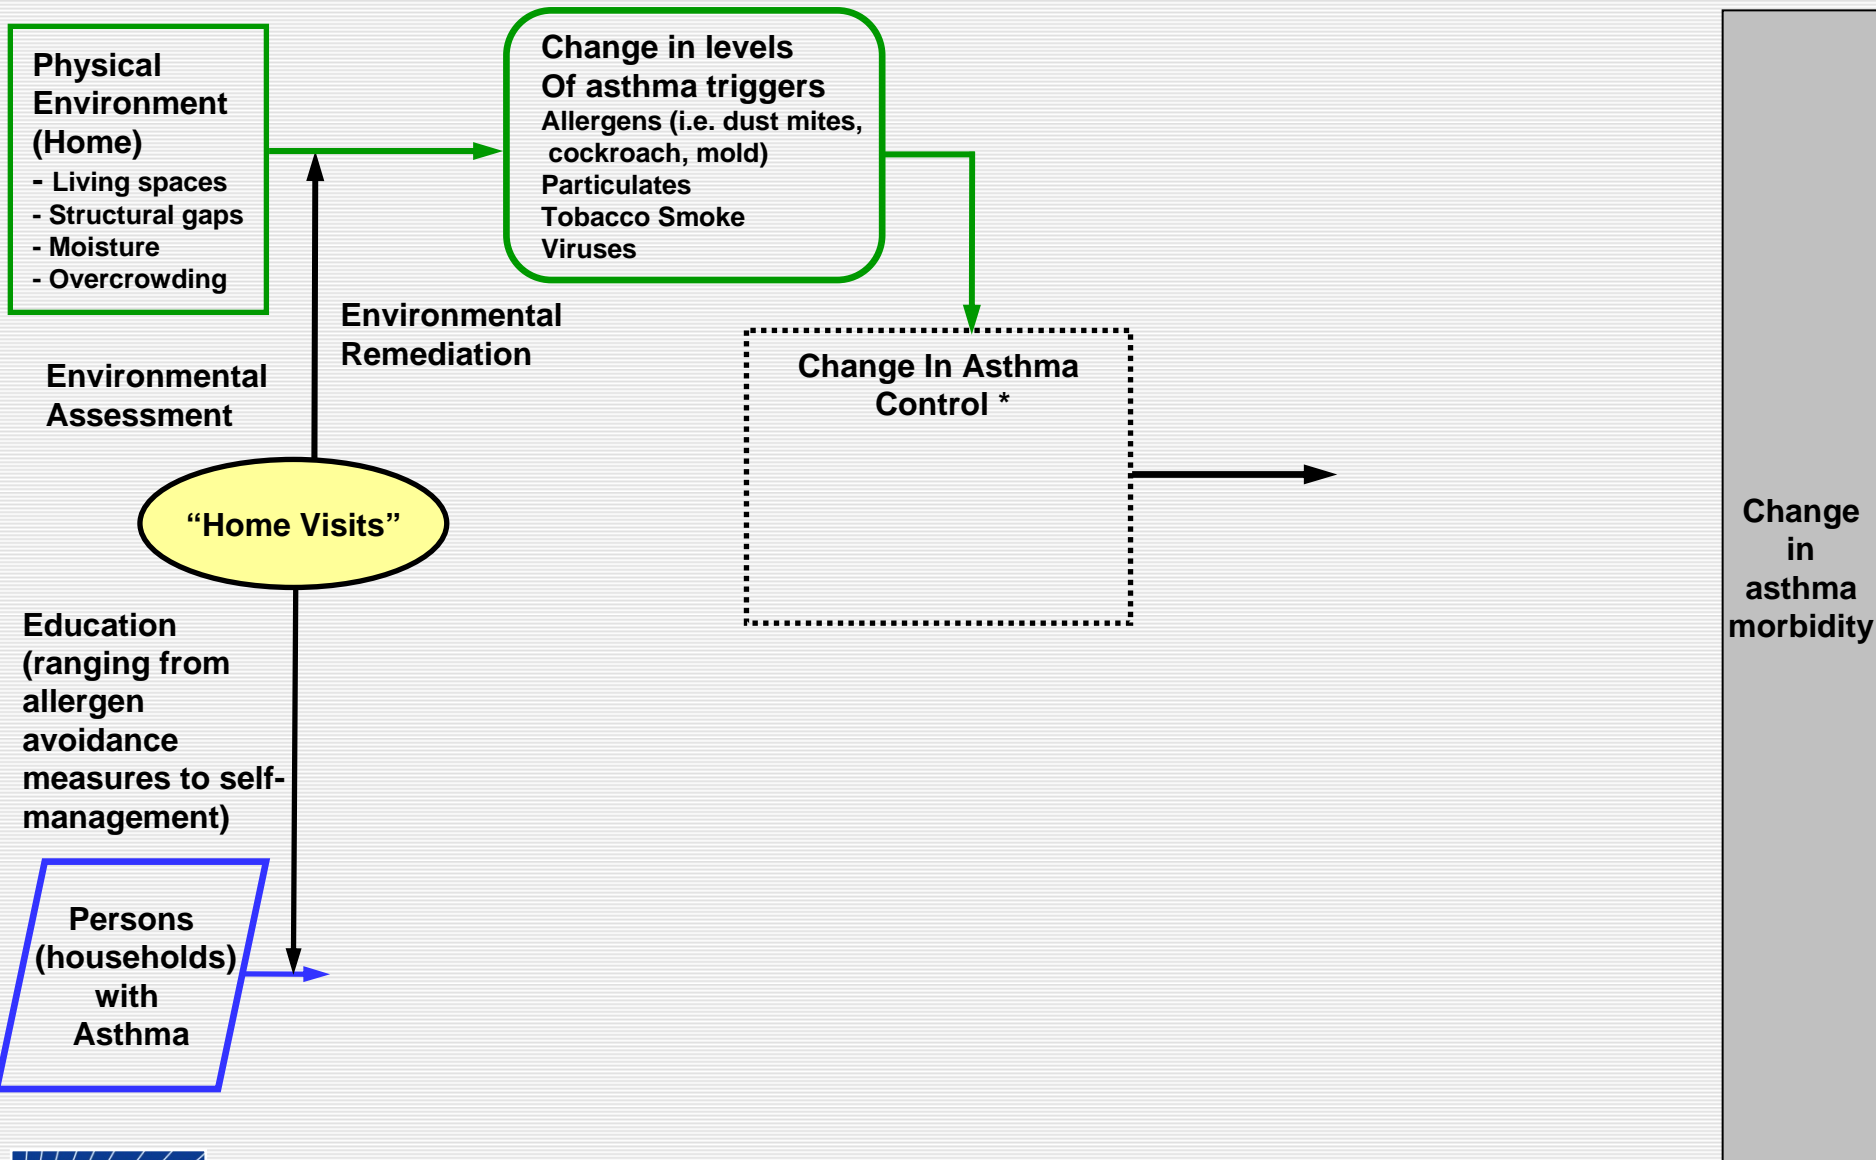 Physical
Environment
(Home)
- Living spaces
- Structural gaps
- Moisture
- Overcrowding
Change in levels
Of asthma triggers
Allergens (i.e. dust mites,
cockroach, mold)
Particulates
Tobacco Smoke
Viruses
Environmental
Remediation
Environmental
Assessment
Change In Asthma
Control *
“Home Visits”
Change
in
asthma
morbidity
Education
(ranging from
allergen
avoidance
measures to self-
management)
Persons
(households)
with
Asthma